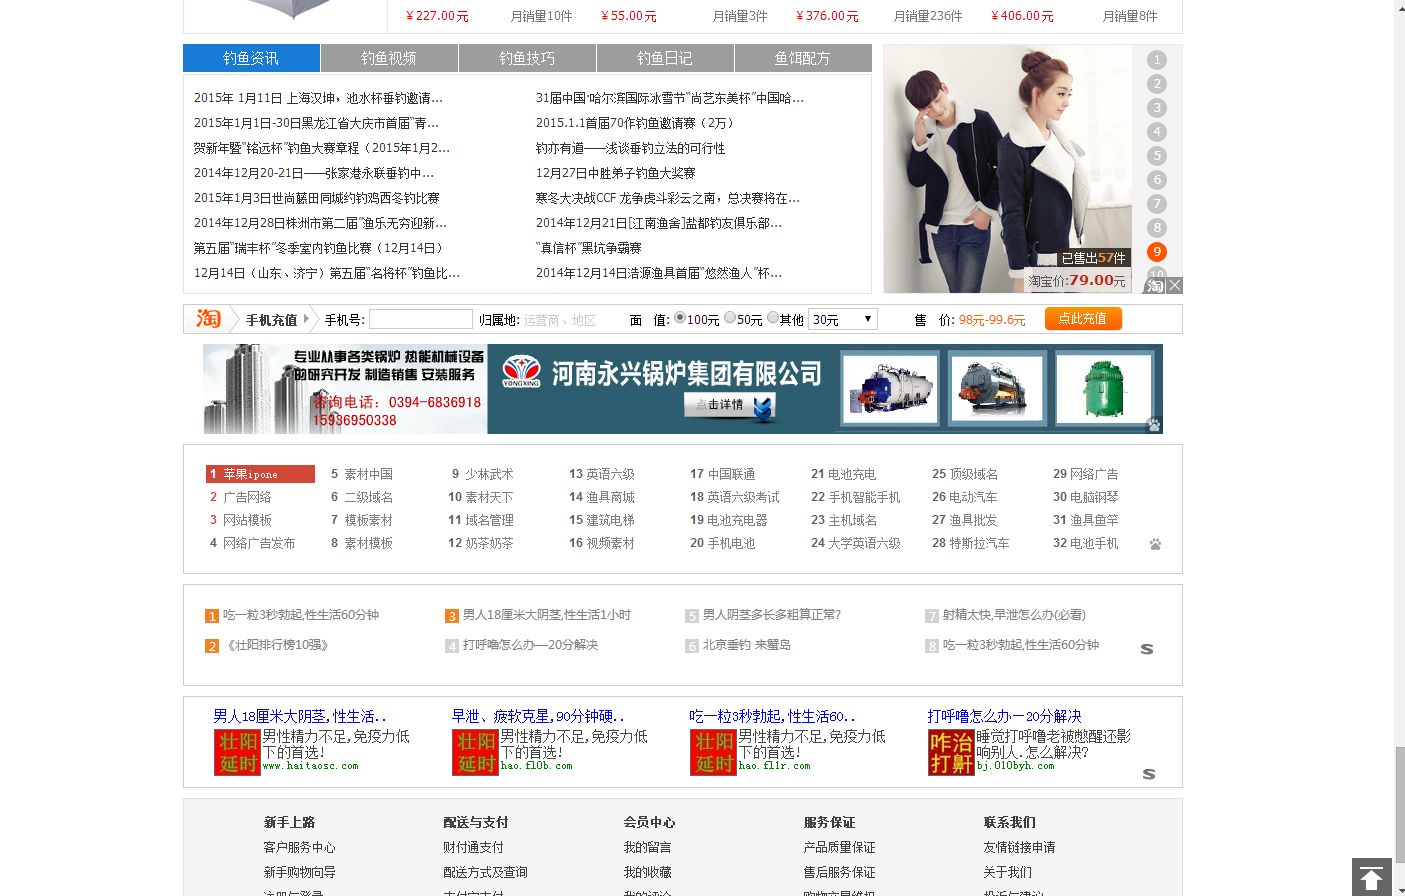 ￥227.00元 月销量10件 ￥55.00元 月销量3件 ￥376.00元 月销量236件 ￥406.00元 月销量8件
钓鱼资讯 钓鱼视频 钓鱼技巧 钓鱼日记 鱼饵配方
2015年 1月11日 上海汉坤，池水杯垂钓邀请... 31届中国·哈尔滨国际冰雪节“尚艺东美杯”中国哈...
2015年1月1日-30日黑龙江省大庆市首届“青... 2015.1.1首届70作钓鱼邀请赛（2万）
贺新年暨“铭远杯”钓鱼大赛章程（2015年1月2... 钓亦有道——浅谈垂钓立法的可行性
2014年12月20-21日——张家港永联垂钓中... 12月27日中胜弟子钓鱼大奖赛
2015年1月3日世尚藤田同城约钓鸡西冬钓比赛 寒冬大决战CCF 龙争虎斗彩云之南，总决赛将在...
2014年12月28日株洲市第二届“渔乐无穷迎新... 2014年12月21日[江南渔舍]盐都钓友俱乐部...
第五届“瑞丰杯”冬季室内钓鱼比赛（12月14日） “真信杯”黑坑争霸赛
12月14日（山东、济宁）第五届“名将杯”钓鱼比... 2014年12月14日洁源渔具首届“悠然渔人”杯...
1
2
3
4
5
6
7
8
9
10
已售出57件
淘宝价:79.00元
淘
淘 手机充值 手机号: 归属地: 运营商、地区 面 值: 100元 50元 其他 30元 售 价: 98元-99.6元 点此充值
专业从事各类锅炉 热能机械设备
的研究开发 制造销售 安装服务
咨询电话：0394-6836918
15936950338
YONGXING
河南永兴锅炉集团有限公司
点击详情
1 苹果ipone 5 素材中国 9 少林武术 13 英语六级 17 中国联通 21 电池充电 25 顶级域名 29 网络广告
2 广告网络 6 二级域名 10 素材天下 14 渔具商城 18 英语六级考试 22 手机智能手机 26 电动汽车 30 电脑钢琴
3 网站模板 7 模板素材 11 域名管理 15 建筑电梯 19 电池充电器 23 主机域名 27 渔具批发 31 渔具鱼竿
4 网络广告发布 8 素材模板 12 奶茶奶茶 16 视频素材 20 手机电池 24 大学英语六级 28 特斯拉汽车 32 电池手机
1 吃一粒3秒勃起,性生活60分钟 3 男人18厘米大阴茎,性生活1小时 5 男人阴茎多长多粗算正常? 7 射精太快,早泄怎么办(必看)
2 《壮阳排行榜10强》 4 打呼噜怎么办—20分解决 6 北京垂钓 来蟹岛 8 吃一粒3秒勃起,性生活60分钟
男人18厘米大阴茎,性生活.. 早泄、疲软克星,90分钟硬.. 吃一粒3秒勃起,性生活60.. 打呼噜怎么办一20分解决
壮阳延时 男性精力不足,免疫力低下的首选! www.haitaosc.com
壮阳延时 男性精力不足,免疫力低下的首选! hao.fl0b.com
壮阳延时 男性精力不足,免疫力低下的首选! hao.fl1r.com
咋治打鼾 睡觉打呼噜老被憋醒还影响别人.怎么解决? bj.010byh.com
新手上路 配送与支付 会员中心 服务保证 联系我们
客户服务中心 财付通支付 我的留言 产品质量保证 友情链接申请
新手购物向导 配送方式及查询 我的收藏 售后服务保证 关于我们